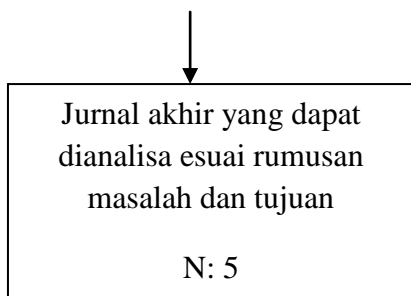 Jurnal akhir yang dapat
dianalisa esuai rumusan
masalah dan tujuan
N: 5